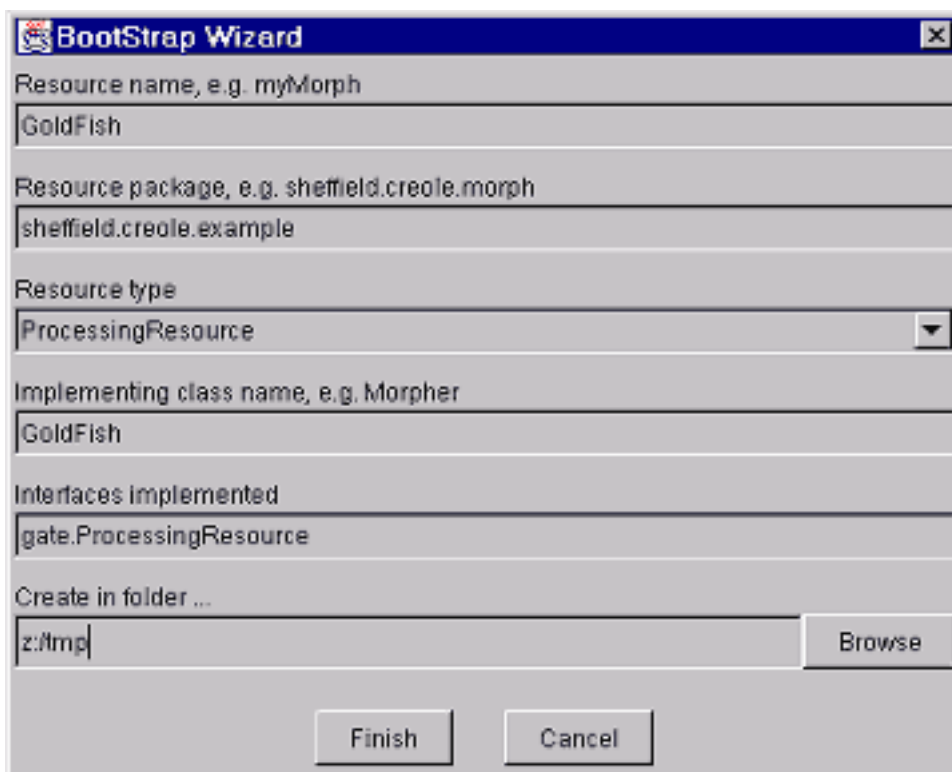 BootStrap Wizard
Resource name, e.g. myMorph
GoldFish
Resource package, e.g. sheffield.creole.morph
sheffield.creole.example
Resource type
ProcessingResource
Implementing class name, e.g. Morpher
GoldFish
Interfaces implemented
gate.ProcessingResource
Create in folder ...
z:/tmp
Browse
Finish Cancel